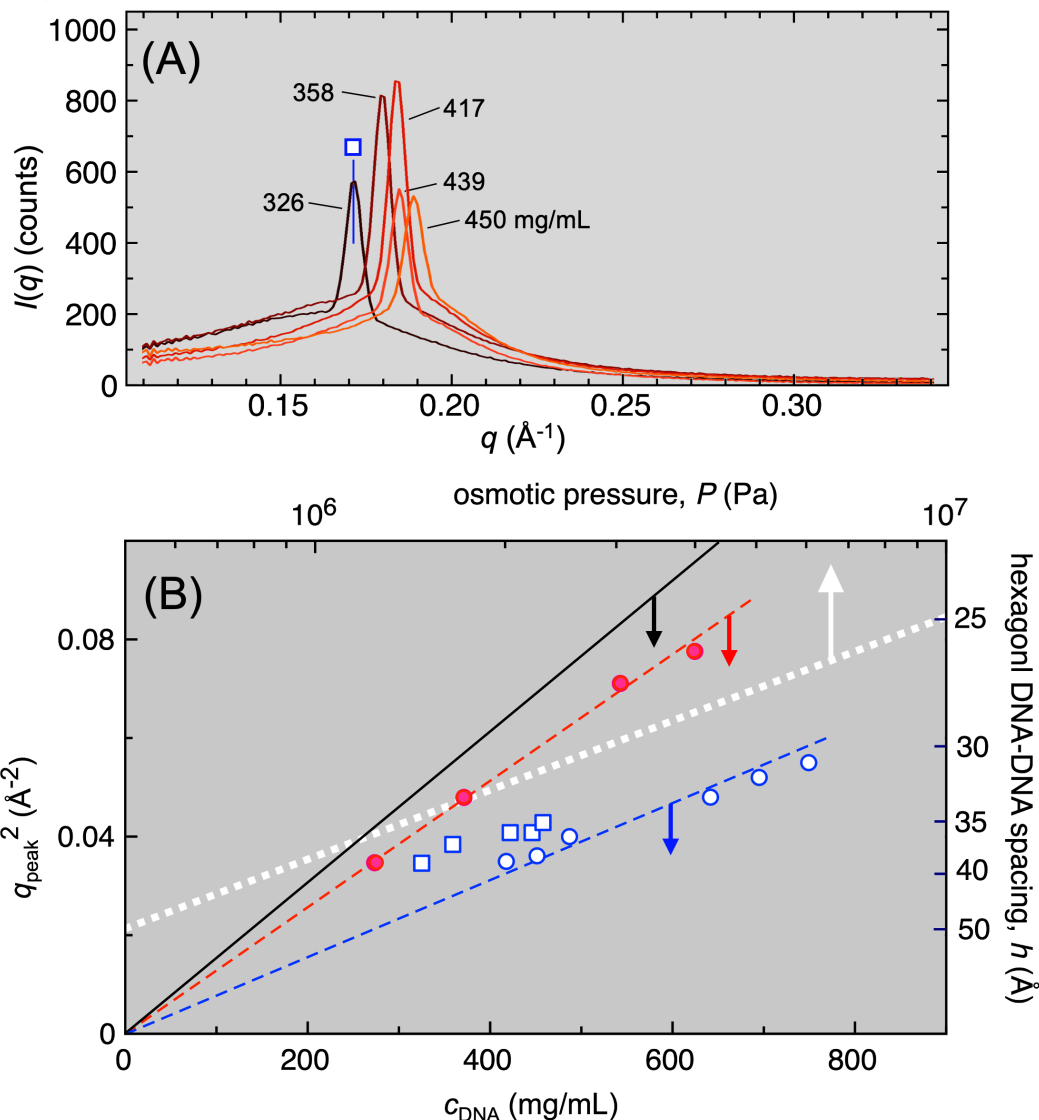 (A)
1000
800
600
400
200
0
I(q) (counts)
358
417
326
439
450 mg/mL
0.15 0.20 0.25 0.30
q (Å-1)
osmotic pressure, P (Pa)
10⁶ 10⁷
(B)
0.08
0.04
0
qpeak² (Å-2)
25
30
35
40
50
hexagonl DNA-DNA spacing, h (Å)
0 200 400 600 800
cDNA (mg/mL)